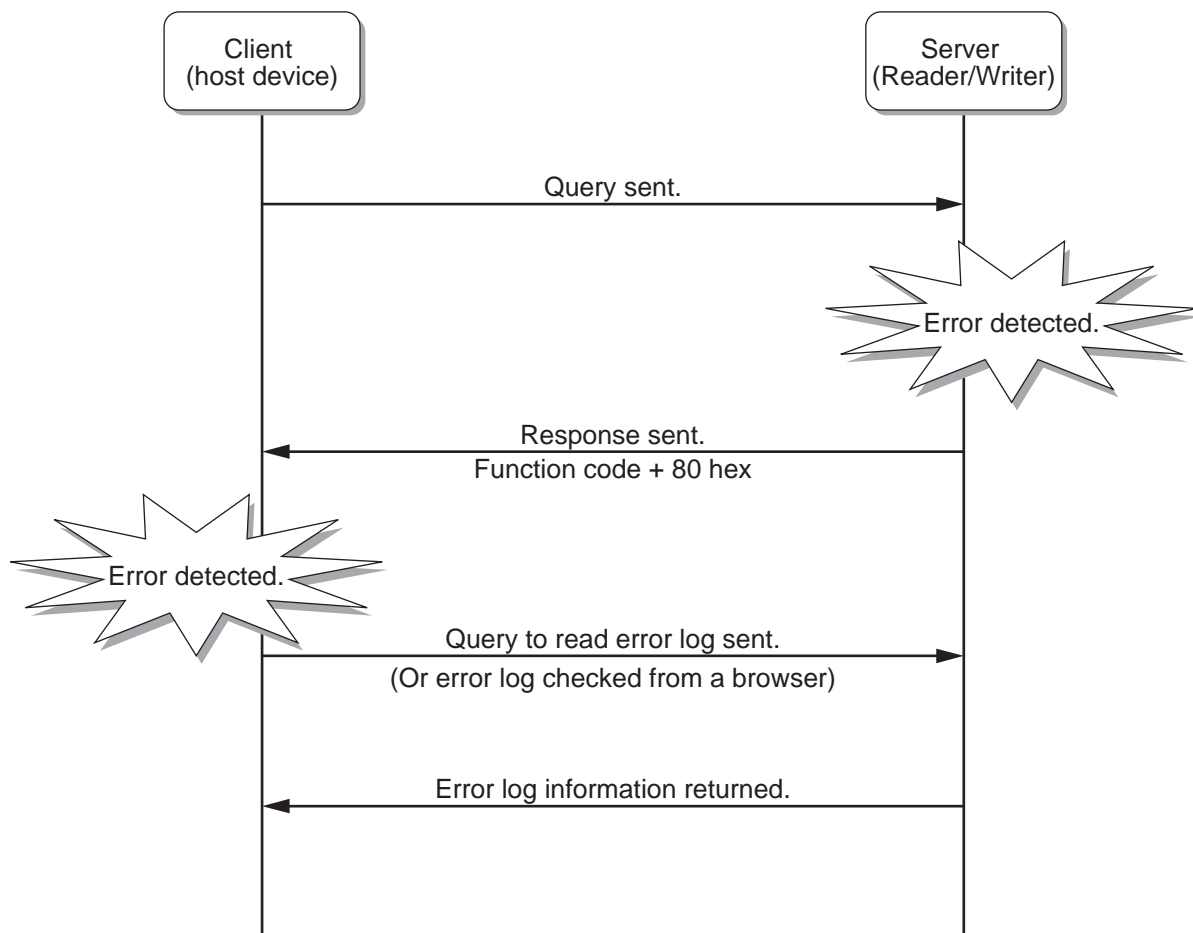 Client
(host device)
Server
(Reader/Writer)
Query sent.
Error detected.
Response sent.
Function code + 80 hex
Error detected.
Query to read error log sent.
(Or error log checked from a browser)
Error log information returned.